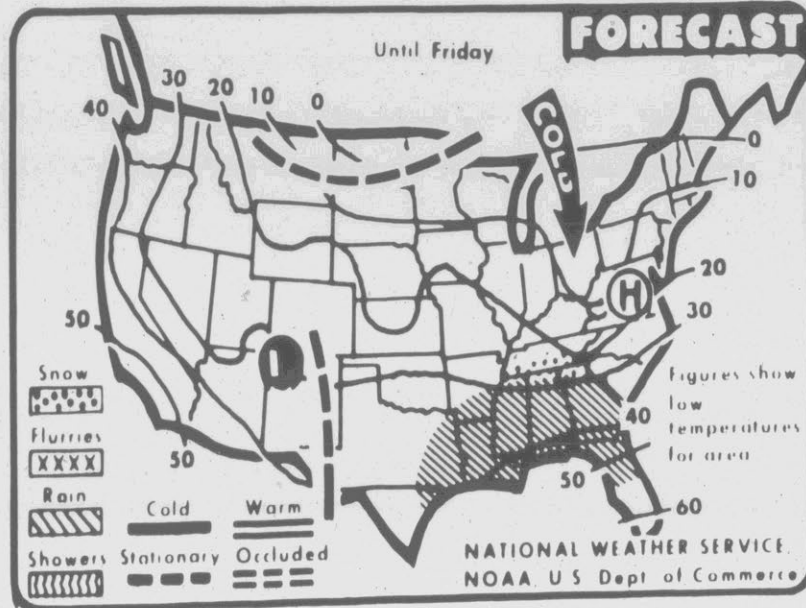 FORECAST
Until Friday
COLD
40
30
20
10
0
0
10
20
30
40
50
60
50
50
H
L
Figures show
low
temperatures
for area
Snow
Flurries
Rain
Showers
Cold
Warm
Stationary
Occluded
NATIONAL WEATHER SERVICE
NOAA U S Dept of Commerce